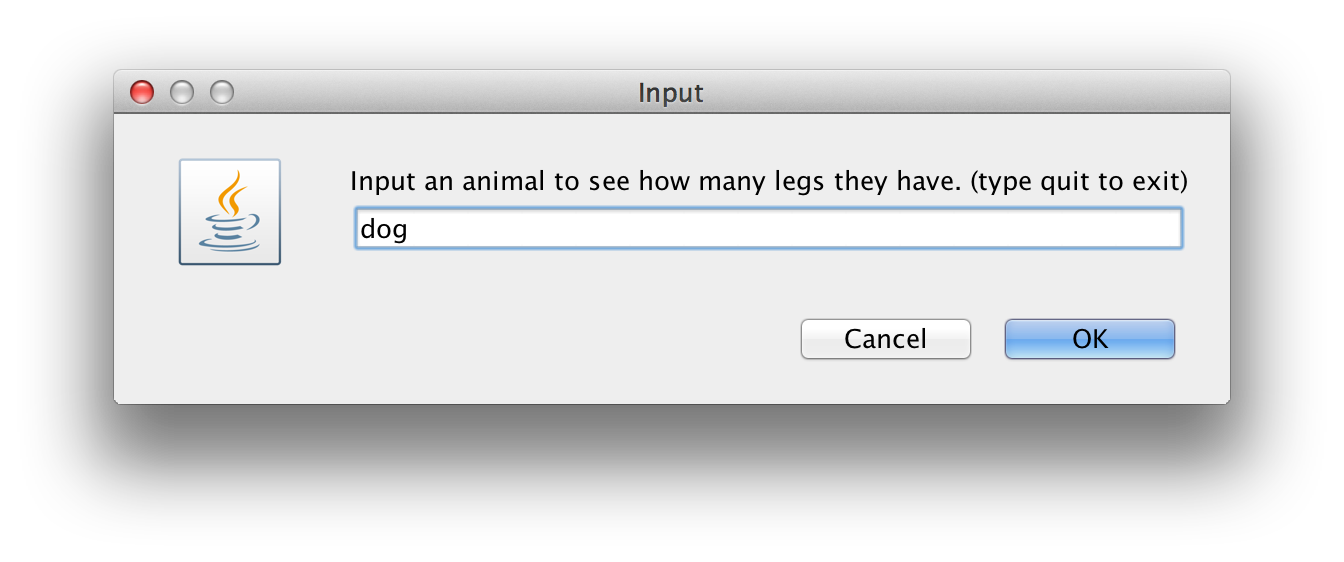 Input
Input an animal to see how many legs they have. (type quit to exit)
dog
Cancel
OK